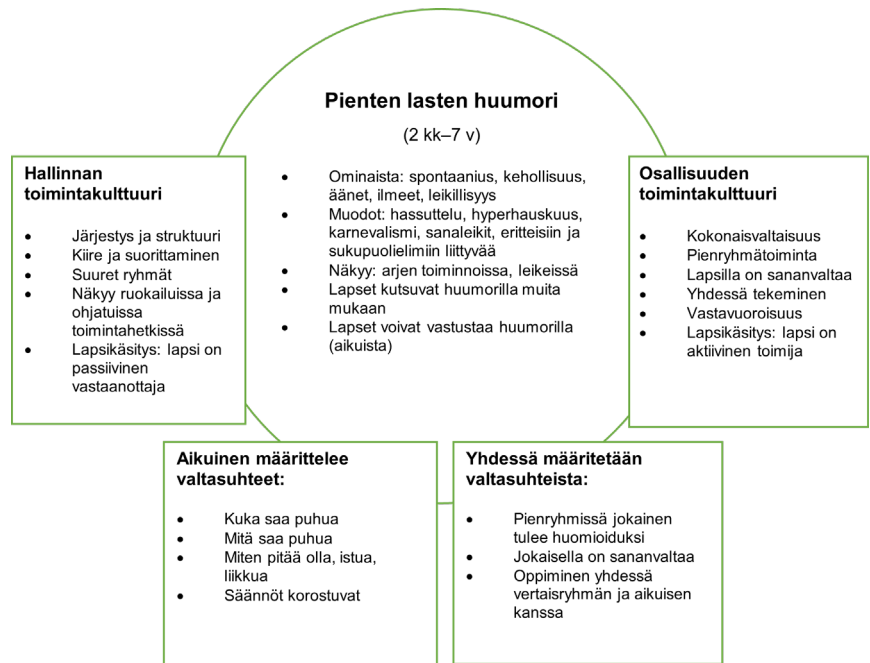 Pienten lasten huumori
(2 kk–7 v)
• Ominaista: spontaanius, kehollisuus,
äänet, ilmeet, leikillisyys
• Muodot: hassuttelu, hyperhauskuus,
karnevalismi, sanaleikit, eritteisiin ja
sukupuolielimiin liittyvää
• Näkyy: arjen toiminnoissa, leikeissä
• Lapset kutsuvat huumorilla muita
mukaan
• Lapset voivat vastustaa huumorilla
(aikuista)
Hallinnan
toimintakulttuuri
• Järjestys ja struktuuri
• Kiire ja suorittaminen
• Suuret ryhmät
• Näkyy ruokailuissa ja
ohjatuissa
toimintahetkissä
• Lapsikäsitys: lapsi on
passiivinen
vastaanottaja
Osallisuuden
toimintakulttuuri
• Kokonaisvaltaisuus
• Pienryhmätoiminta
• Lapsilla on sananvaltaa
• Yhdessä tekeminen
• Vastavuoroisuus
• Lapsikäsitys: lapsi on
aktiivinen toimija
Aikuinen määrittelee
valtasuhteet:
• Kuka saa puhua
• Mitä saa puhua
• Miten pitää olla, istua,
liikkua
• Säännöt korostuvat
Yhdessä määritetään
valtasuhteista:
• Pienryhmissä jokainen
tulee huomioiduksi
• Jokaisella on sananvaltaa
• Oppiminen yhdessä
vertaisryhmän ja aikuisen
kanssa